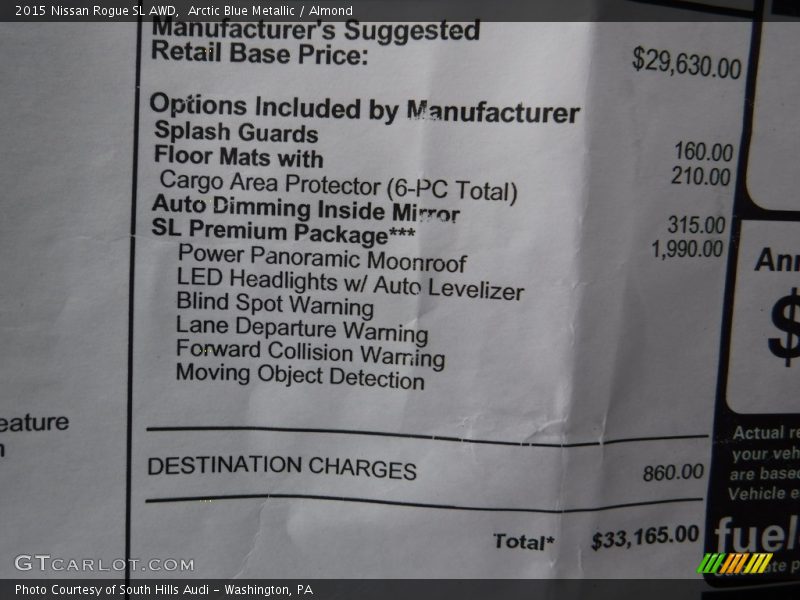 2015 Nissan Rogue SL AWD, Arctic Blue Metallic / Almond
Manufacturer's Suggested
Retail Base Price: $29,630.00
Options Included by Manufacturer
Splash Guards 160.00
Floor Mats with 210.00
Cargo Area Protector (6-PC Total)
Auto Dimming Inside Mirror 315.00
SL Premium Package*** 1,990.00
Power Panoramic Moonroof
LED Headlights w/ Auto Levelizer
Blind Spot Warning
Lane Departure Warning
Forward Collision Warning
Moving Object Detection
DESTINATION CHARGES 860.00
Total* $33,165.00
eature
n
Ann
$
Actual re
your veh
are based
Vehicle e
fuel
te p
GTCARLOT.COM
Photo Courtesy of South Hills Audi - Washington, PA